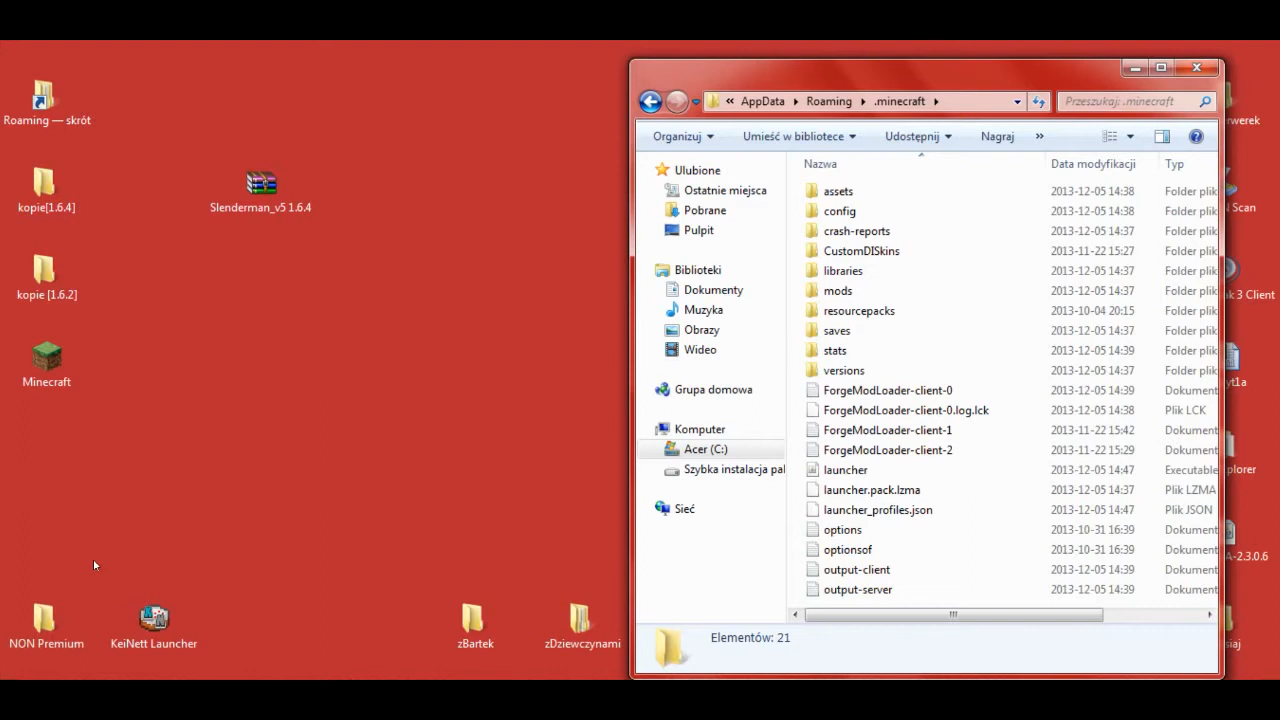 Roaming — skrót
kopie[1.6.4]
Slenderman_v5 1.6.4
kopie [1.6.2]
Minecraft
NON Premium
KeiNett Launcher
zBartek
zDziewczynami
« AppData Roaming .minecraft
Przeszukaj: .minecraft
Organizuj
Umieść w bibliotece
Udostępnij
Nagraj
»
Ulubione
Ostatnie miejsca
Pobrane
Pulpit
Biblioteki
Dokumenty
Muzyka
Obrazy
Wideo
Grupa domowa
Komputer
Acer (C:)
Szybka instalacja pal
Sieć
Nazwa Data modyfikacji Typ
assets 2013-12-05 14:38 Folder plik
config 2013-12-05 14:38 Folder plik
crash-reports 2013-12-05 14:37 Folder plik
CustomDISkins 2013-11-22 15:27 Folder plik
libraries 2013-12-05 14:37 Folder plik
mods 2013-12-05 14:37 Folder plik
resourcepacks 2013-10-04 20:15 Folder plik
saves 2013-12-05 14:37 Folder plik
stats 2013-12-05 14:39 Folder plik
versions 2013-12-05 14:37 Folder plik
ForgeModLoader-client-0 2013-12-05 14:39 Dokument
ForgeModLoader-client-0.log.lck 2013-12-05 14:38 Plik LCK
ForgeModLoader-client-1 2013-11-22 15:42 Dokument
ForgeModLoader-client-2 2013-11-22 15:29 Dokument
launcher 2013-12-05 14:47 Executable
launcher.pack.lzma 2013-12-05 14:37 Plik LZMA
launcher_profiles.json 2013-12-05 14:47 Plik JSON
options 2013-10-31 16:39 Dokument
optionsof 2013-10-31 16:39 Dokument
output-client 2013-12-05 14:39 Dokument
output-server 2013-12-05 14:39 Dokument
Elementów: 21
werek
Scan
ak 3 Client
yt1a
plorer
A-2.3.0.6
siaj